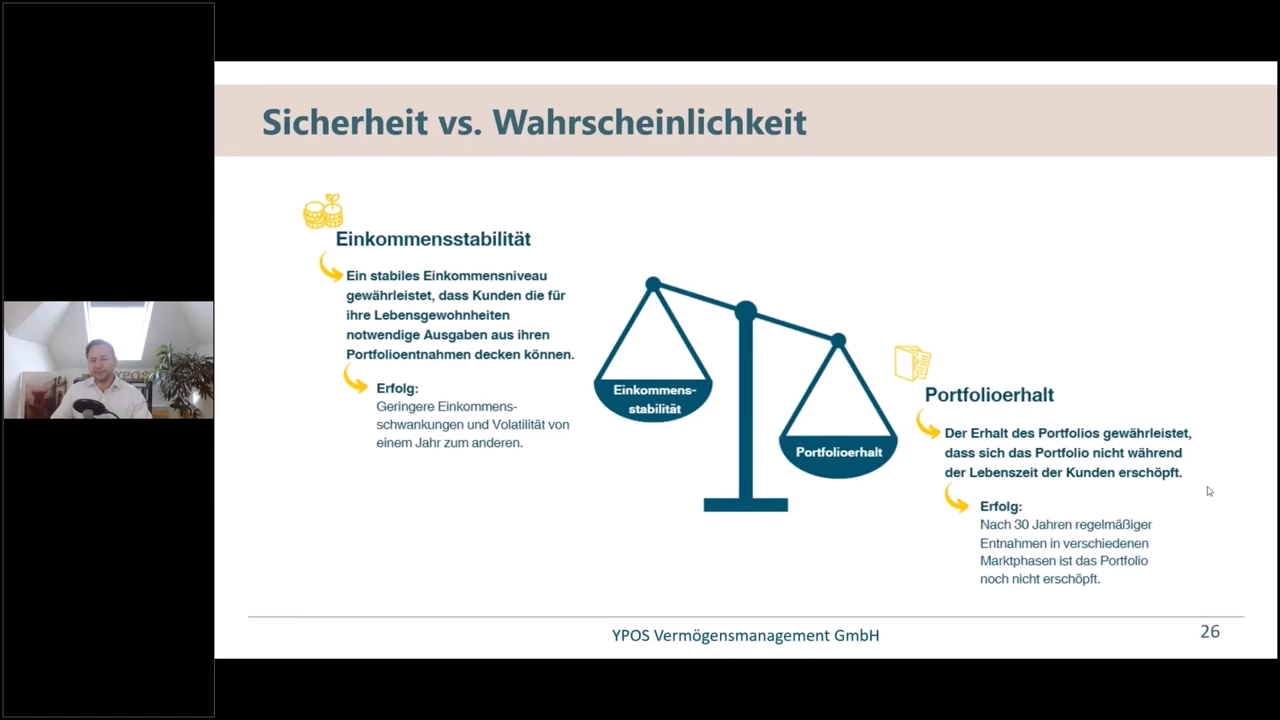 Sicherheit vs. Wahrscheinlichkeit
Einkommensstabilität
Ein stabiles Einkommensniveau
gewährleistet, dass Kunden die für
ihre Lebensgewohnheiten
notwendige Ausgaben aus ihren
Portfolioentnahmen decken können.
Erfolg:
Geringere Einkommens-
schwankungen und Volatilität von
einem Jahr zum anderen.
Einkommens-
stabilität
Portfolioerhalt
Portfolioerhalt
Der Erhalt des Portfolios gewährleistet,
dass sich das Portfolio nicht während
der Lebenszeit der Kunden erschöpft.
Erfolg:
Nach 30 Jahren regelmäßiger
Entnahmen in verschiedenen
Marktphasen ist das Portfolio
noch nicht erschöpft.
YPOS Vermögensmanagement GmbH
26